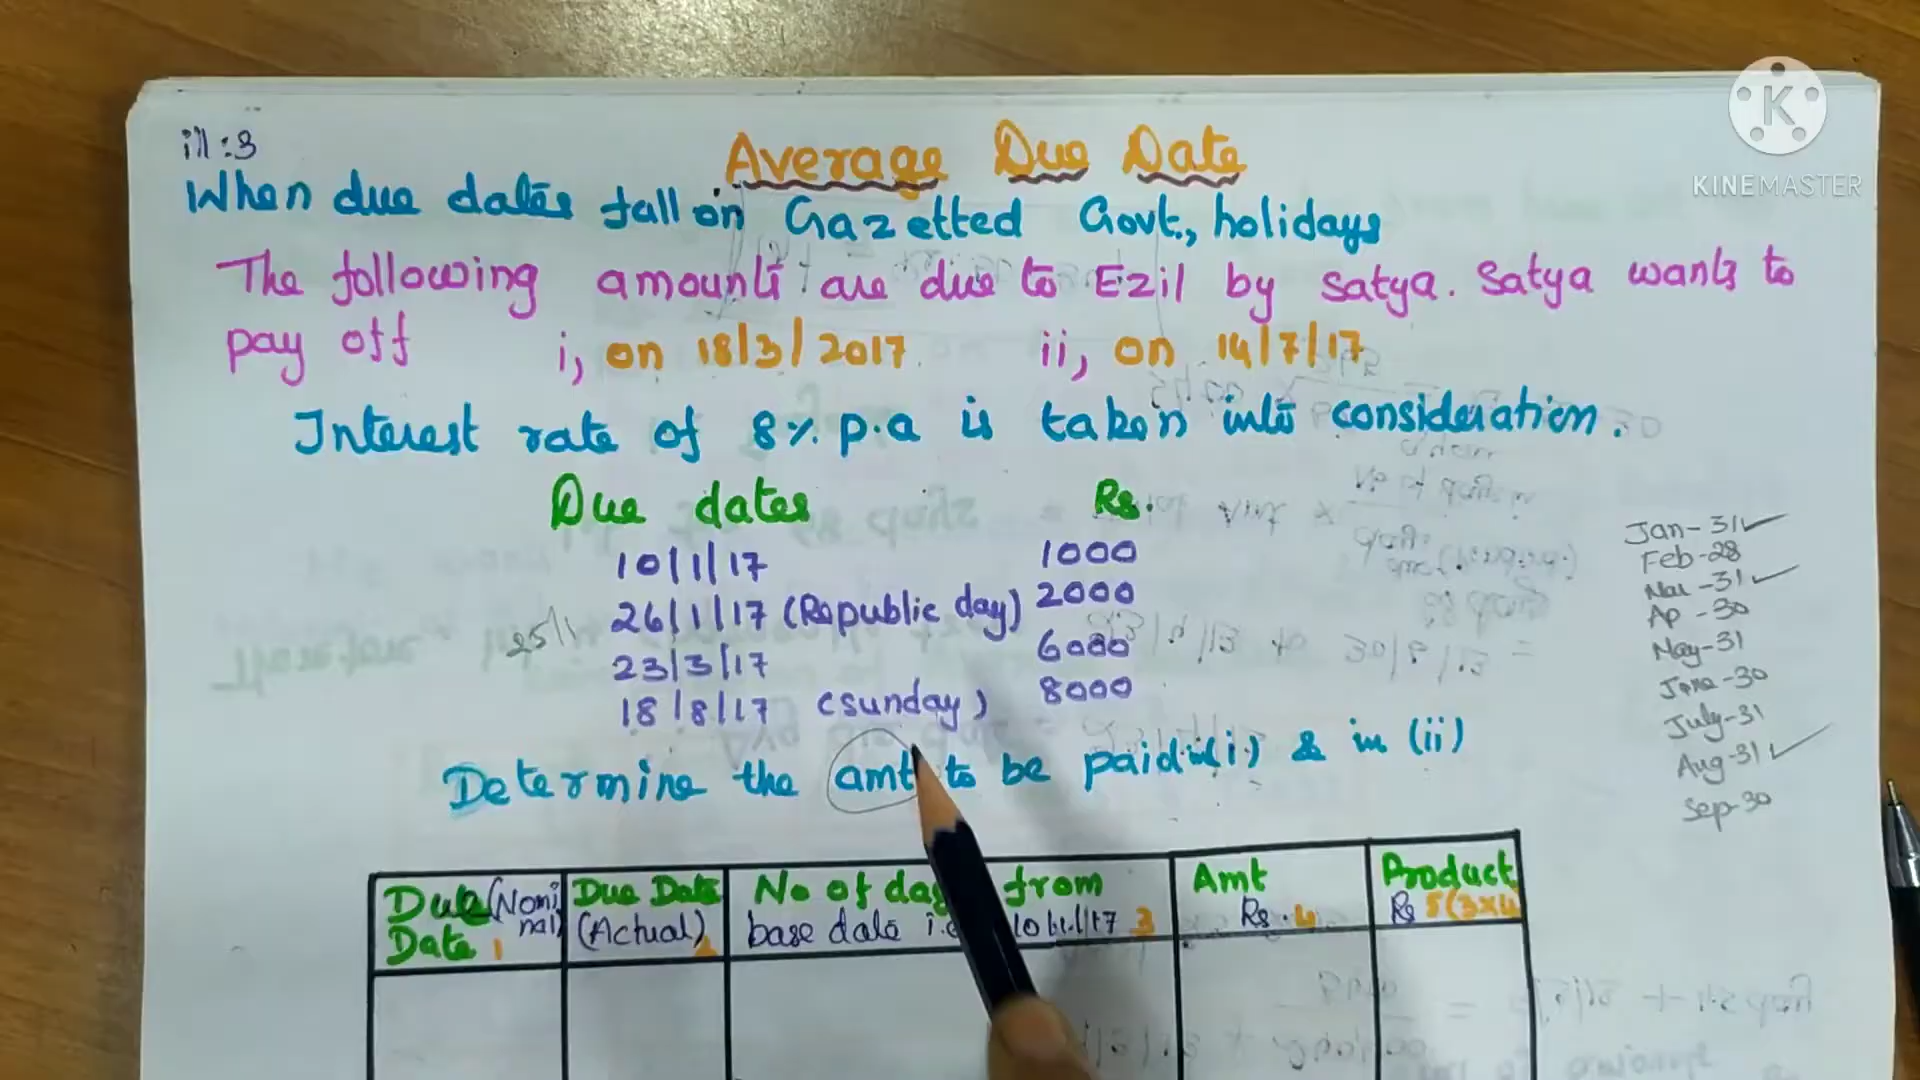 ill:3
Average Due Date
When due dates fall on Gazetted Govt., holidays
The following amounts are due to Ezil by Satya. Satya wants to
pay off i, on 18/3/2017 ii, on 14/7/17
Interest rate of 8% p.a is taken into consideration.
Due dates Rs.
10/1/17 1000
25/1 26/1/17 (Republic day) 2000
23/3/17 6000
18/8/17 (Sunday) 8000
Determine the amt to be paid in (i) & in (ii)
Jan-31 ✓
Feb-28
Mar-31 ✓
Ap-30
May-31
June-30
July-31
Aug-31 ✓
Sep-30
Due (Nominal) Date 1
Due Date (Actual) 2
No of days from
base date 10/1/17 3
Amt
Rs. 4
Product
Rs 5(3x4
KINEMASTER